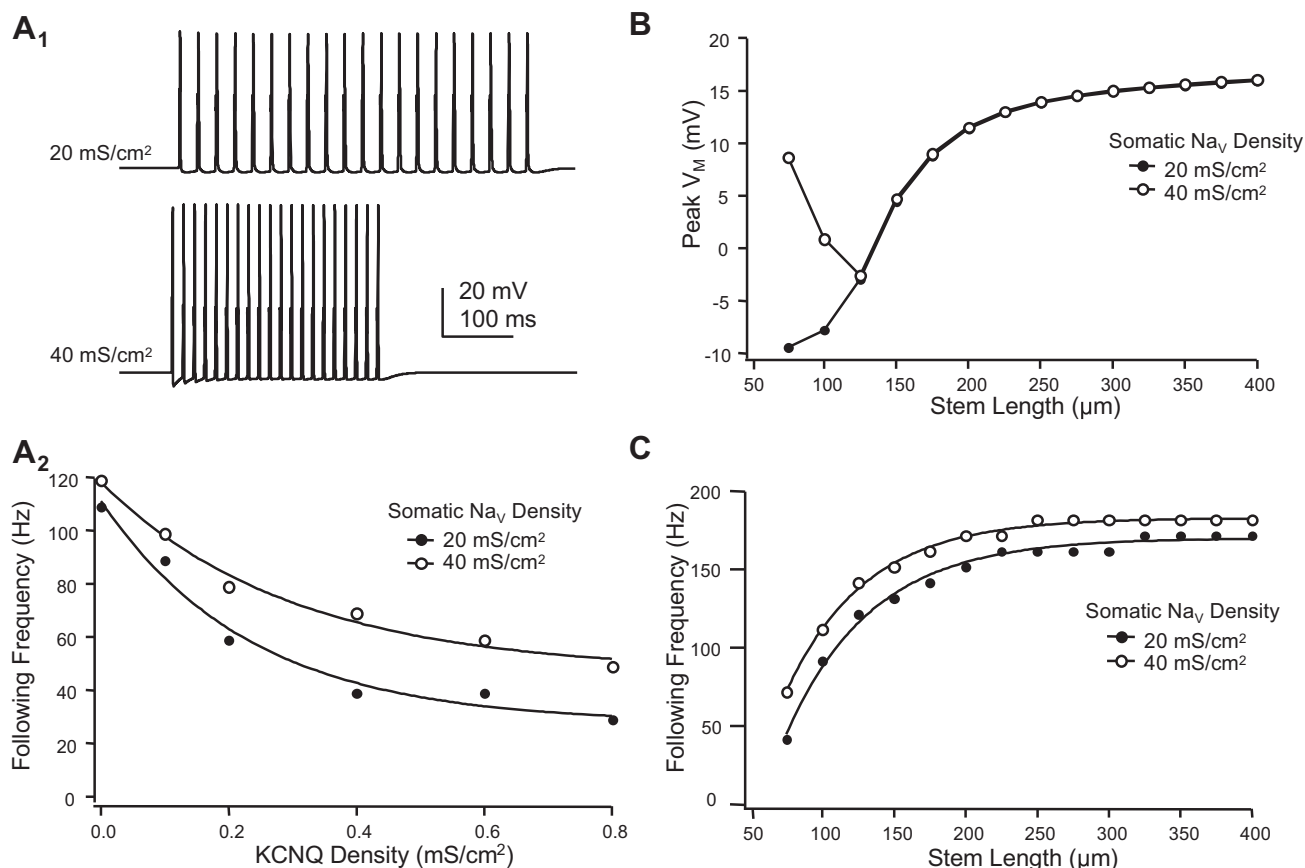 A1
20 mS/cm²
40 mS/cm²
20 mV
100 ms
B
20
15
10
5
0
-5
-10
Peak VM (mV)
50 100 150 200 250 300 350 400
Stem Length (µm)
Somatic NaV Density
20 mS/cm²
40 mS/cm²
A2
120
100
80
60
40
20
0
Following Frequency (Hz)
0.0 0.2 0.4 0.6 0.8
KCNQ Density (mS/cm²)
Somatic NaV Density
20 mS/cm²
40 mS/cm²
C
200
150
100
50
0
Following Frequency (Hz)
50 100 150 200 250 300 350 400
Stem Length (µm)
Somatic NaV Density
20 mS/cm²
40 mS/cm²